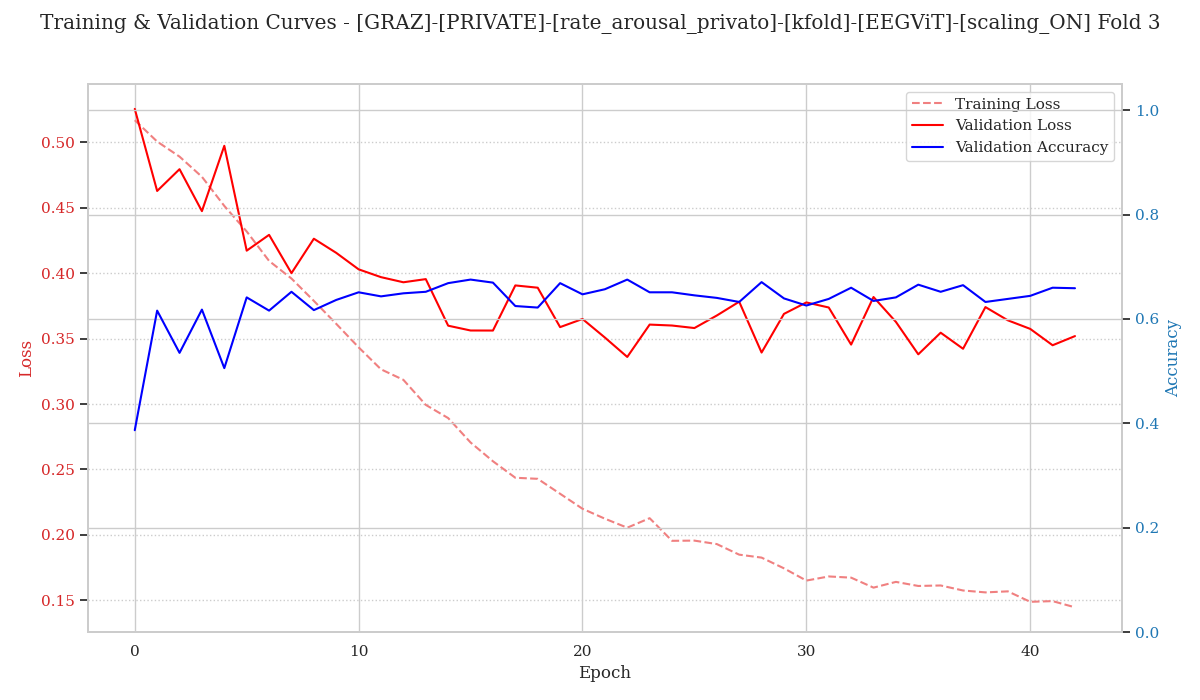 Training & Validation Curves - [GRAZ]-[PRIVATE]-[rate_arousal_privato]-[kfold]-[EEGViT]-[scaling_ON] Fold 3
Training Loss
Validation Loss
Validation Accuracy
Loss
0.50
0.45
0.40
0.35
0.30
0.25
0.20
0.15
1.0
0.8
0.6
0.4
0.2
0.0
Accuracy
0
10
20
30
40
Epoch